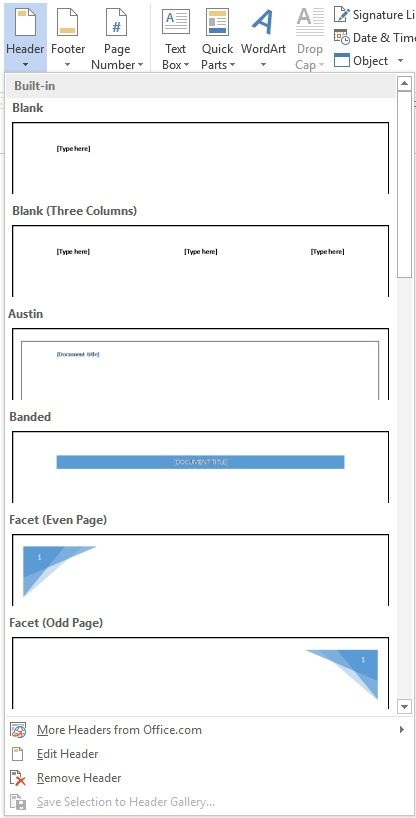 Header Footer Page Number Text Box Quick Parts WordArt Drop Cap
Signature Li
Date & Time
Object
Built-in
Blank
[Type here]
Blank (Three Columns)
[Type here] [Type here] [Type here]
Austin
[Document title]
Banded
[DOCUMENT TITLE]
Facet (Even Page)
1
Facet (Odd Page)
1
More Headers from Office.com
Edit Header
Remove Header
Save Selection to Header Gallery...